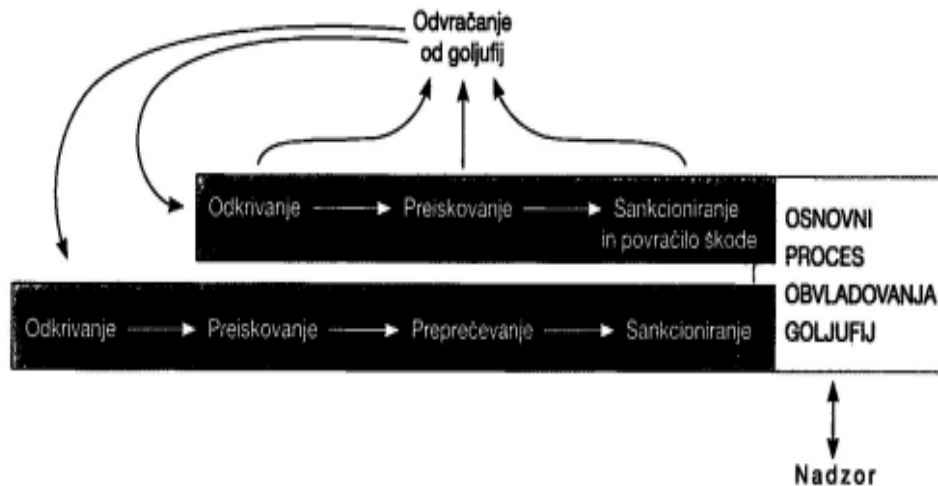 Odvračanje
od goljufij
Odkrivanje Preiskovanje Sankcioniranje
in povračilo škode
OSNOVNI
PROCES
OBVLADOVANJA
GOLJUFIJ
Odkrivanje Preiskovanje Preprečevanje Sankcioniranje
Nadzor